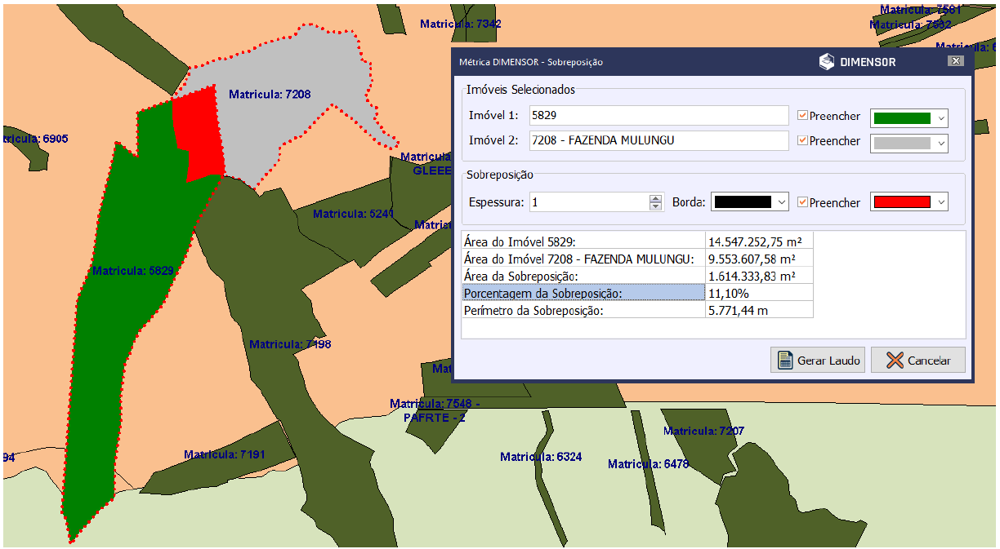 Matricula: 7342
Matricula: 7561
Matricula: 7562
Matricula: 6
Matricula: 7208
tricula: 6905
Matricula
GLEEE
Matricula: 5241
Matric
Matricula: 5829
Matricula: 7198
Ma
Matricula: 7548 -
PAFRTE - 2
Matricula: 7207
94
Matricula: 7191
Matricula: 6324
Matricula: 6478
Métrica DIMENSOR - Sobreposição
DIMENSOR
Imóveis Selecionados
Imóvel 1: 5829 Preencher
Imóvel 2: 7208 - FAZENDA MULUNGU Preencher
Sobreposição
Espessura: 1 Borda: Preencher
Área do Imóvel 5829: 14.547.252,75 m²
Área do Imóvel 7208 - FAZENDA MULUNGU: 9.553.607,58 m²
Área da Sobreposição: 1.614.333,83 m²
Porcentagem da Sobreposição: 11,10%
Perímetro da Sobreposição: 5.771,44 m
Gerar Laudo Cancelar